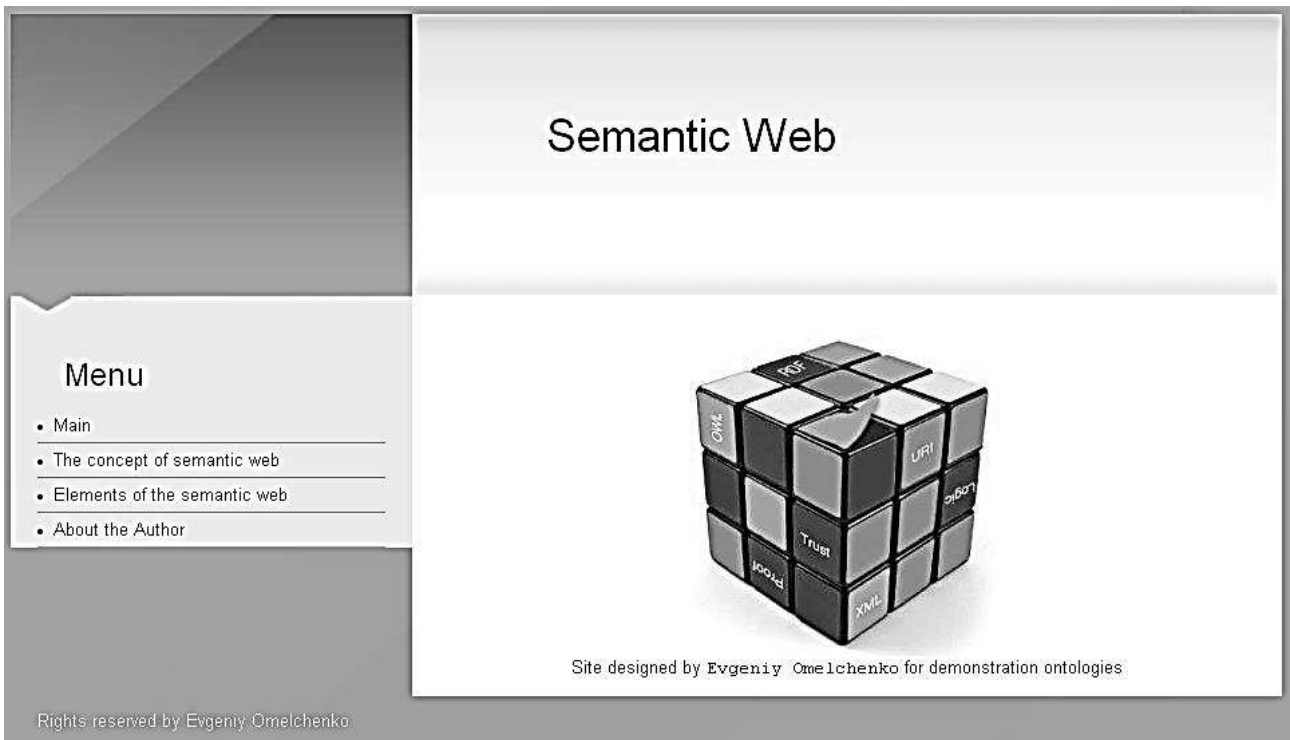 Semantic Web
Menu
Main
The concept of semantic web
Elements of the semantic web
About the Author
RDF
OWL
URI
Logic
Trust
Proof
XML
Site designed by Evgeniy Omelchenko for demonstration ontologies
Rights reserved by Evgeniy Omelchenko